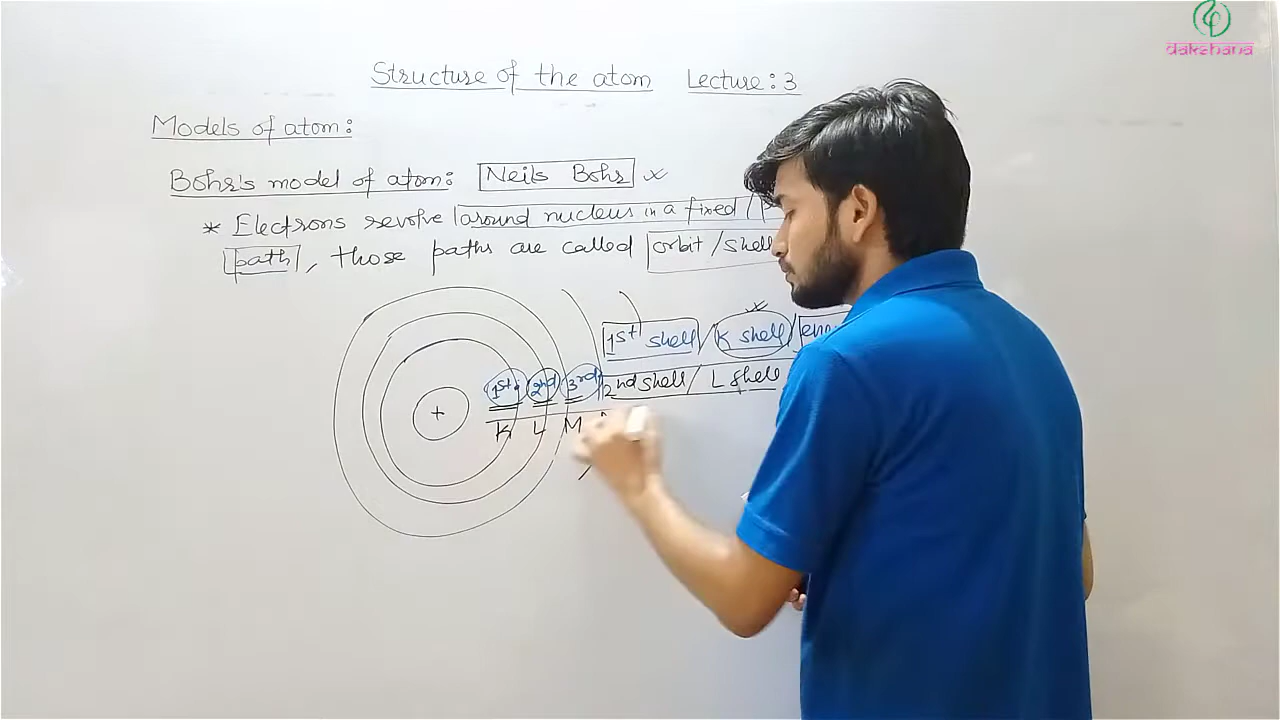 dakshana
Structure of the atom Lecture: 3
Models of atom:
Bohr's model of atom: Neils Bohr
* Electrons revolve around nucleus in a fixed /
path, those paths are called orbit / shell
1st shell / K shell /
1st 2nd 3rd 2nd shell / L shell
+
K L M